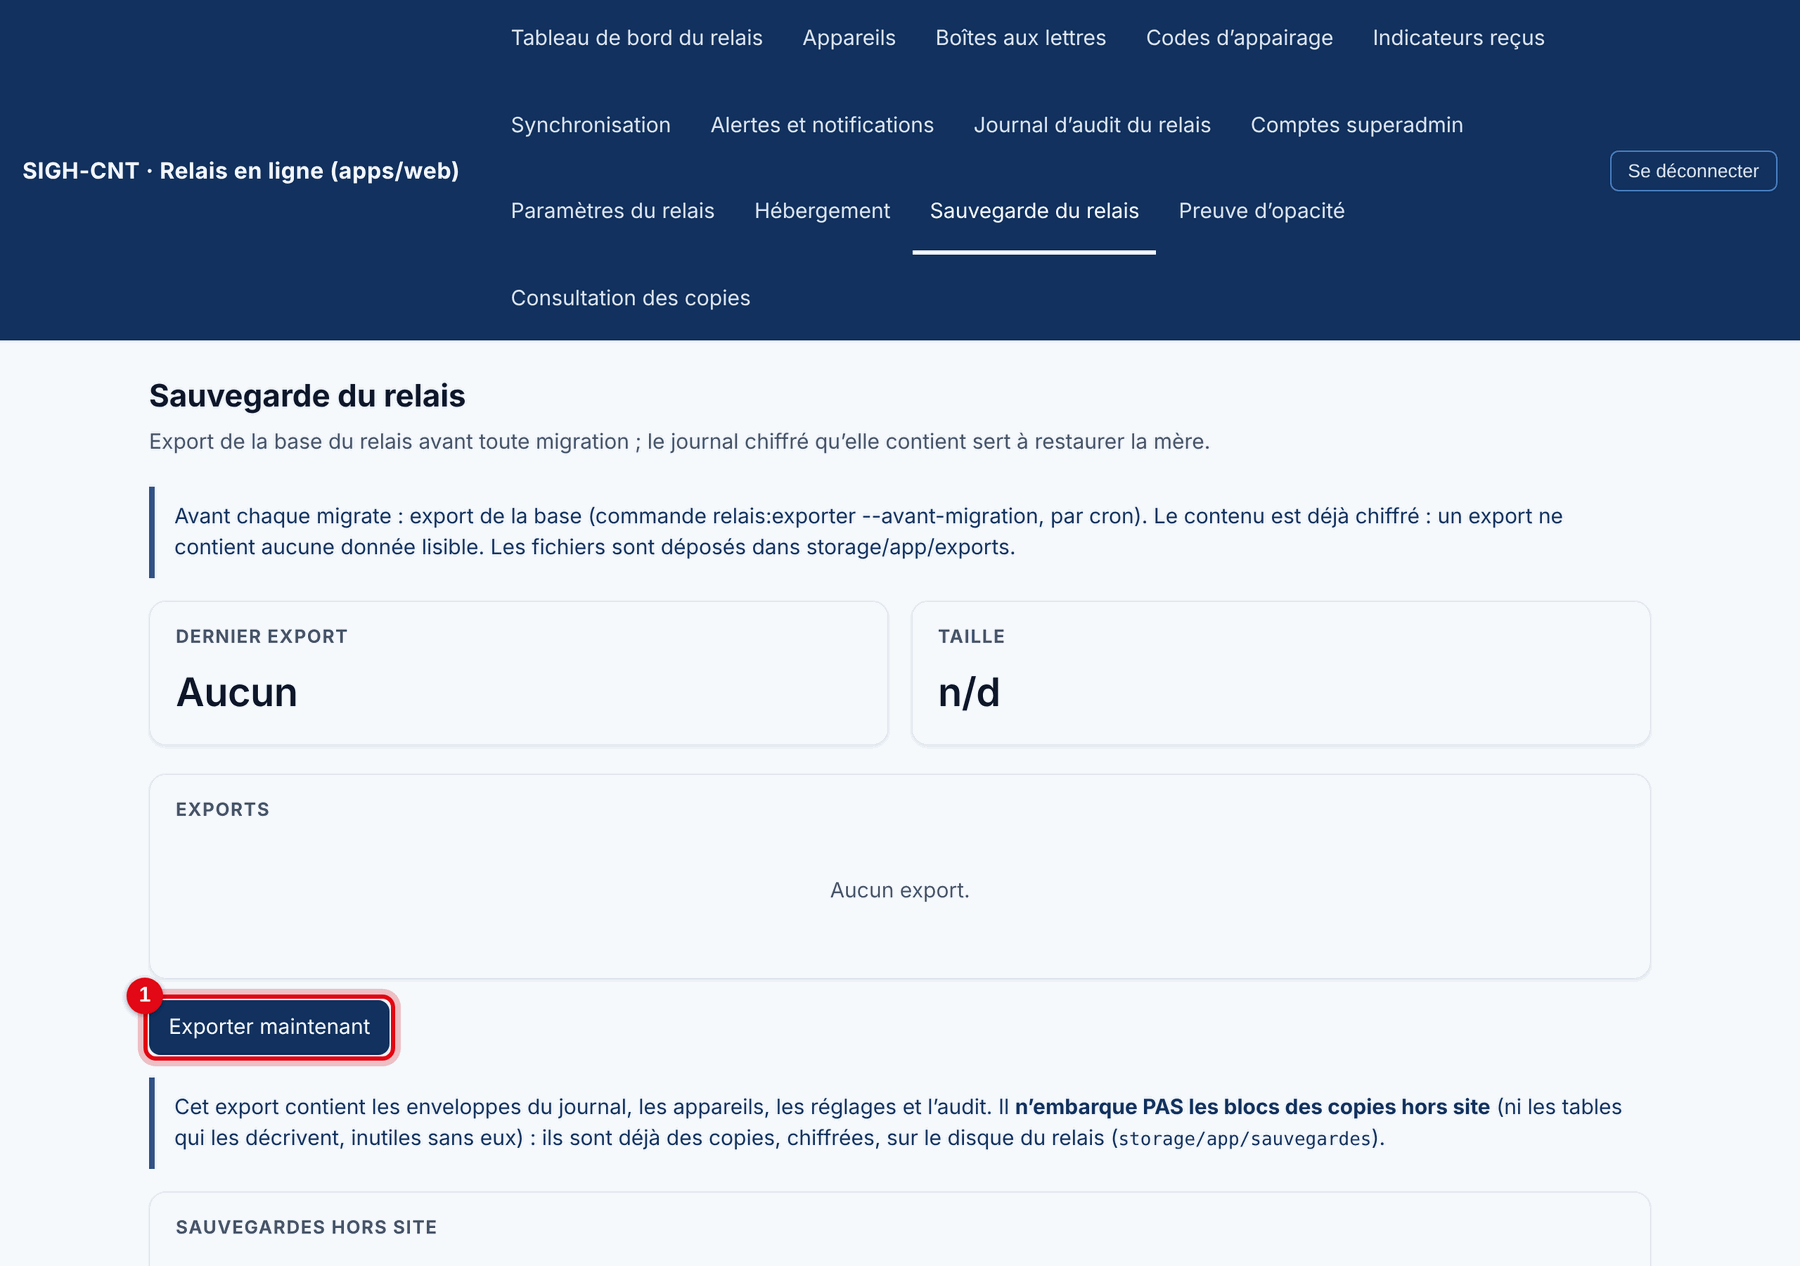 Tableau de bord du relais Appareils Boîtes aux lettres Codes d’appairage Indicateurs reçus
Synchronisation Alertes et notifications Journal d’audit du relais Comptes superadmin
SIGH-CNT · Relais en ligne (apps/web)
Se déconnecter
Paramètres du relais Hébergement Sauvegarde du relais Preuve d’opacité
Consultation des copies
Sauvegarde du relais
Export de la base du relais avant toute migration ; le journal chiffré qu’elle contient sert à restaurer la mère.
Avant chaque migrate : export de la base (commande relais:exporter --avant-migration, par cron). Le contenu est déjà chiffré : un export ne
contient aucune donnée lisible. Les fichiers sont déposés dans storage/app/exports.
DERNIER EXPORT
Aucun
TAILLE
n/d
EXPORTS
Aucun export.
1
Exporter maintenant
Cet export contient les enveloppes du journal, les appareils, les réglages et l’audit. Il n’embarque PAS les blocs des copies hors site (ni les tables
qui les décrivent, inutiles sans eux) : ils sont déjà des copies, chiffrées, sur le disque du relais (storage/app/sauvegardes).
SAUVEGARDES HORS SITE